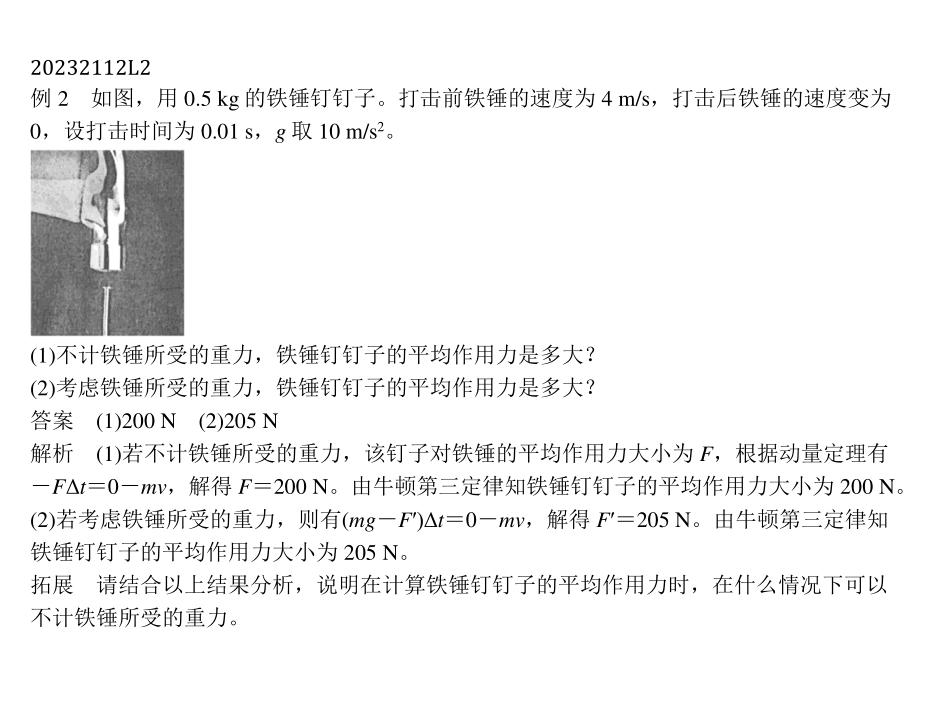 20232112L2
例 2　如图，用 0.5 kg 的铁锤钉钉子。打击前铁锤的速度为 4 m/s，打击后铁锤的速度变为
0，设打击时间为 0.01 s，g 取 10 m/s²。
(1)不计铁锤所受的重力，铁锤钉钉子的平均作用力是多大？
(2)考虑铁锤所受的重力，铁锤钉钉子的平均作用力是多大？
答案　(1)200 N　(2)205 N
解析　(1)若不计铁锤所受的重力，该钉子对铁锤的平均作用力大小为 F，根据动量定理有
－FΔt＝0－mv，解得 F＝200 N。由牛顿第三定律知铁锤钉钉子的平均作用力大小为 200 N。
(2)若考虑铁锤所受的重力，则有(mg－F′)Δt＝0－mv，解得 F′＝205 N。由牛顿第三定律知
铁锤钉钉子的平均作用力大小为 205 N。
拓展　请结合以上结果分析，说明在计算铁锤钉钉子的平均作用力时，在什么情况下可以
不计铁锤所受的重力。